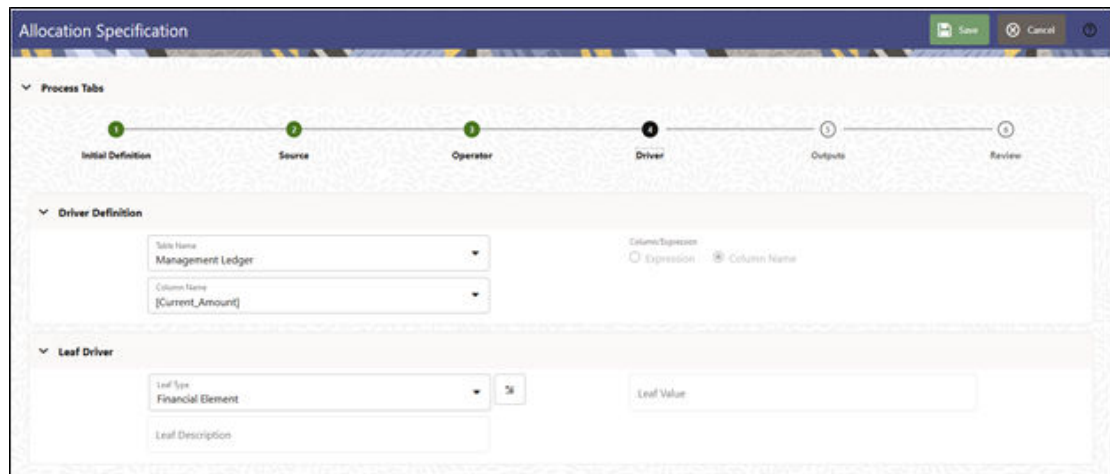 Allocation Specification
Save
Cancel
Process Tabs
1 2 3 4 5 6
Initial Definition Source Operator Driver Outputs Review
Driver Definition
Table Name
Management Ledger
Column/Expression
Expression Column Name
Column Name
[Current_Amount]
Leaf Driver
Leaf Type
Financial Element
Leaf Value
Leaf Description